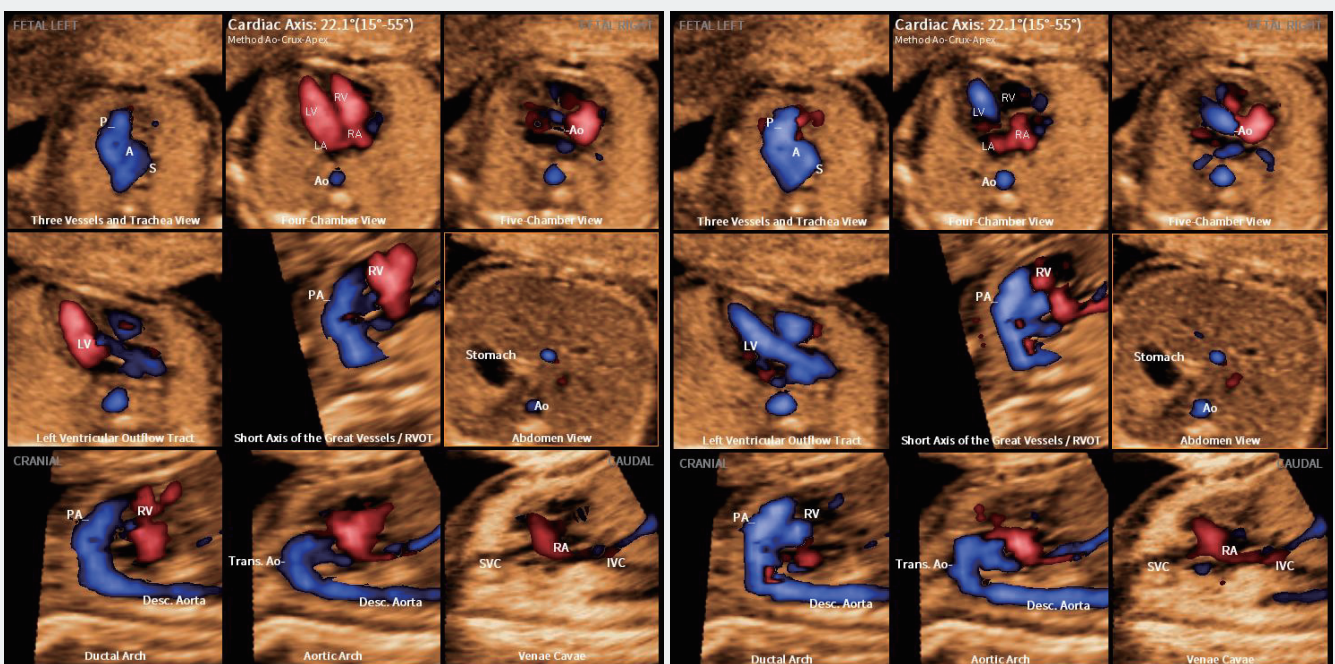 FETAL LEFT
Cardiac Axis: 22.1°(15°-55°)
Method Ao-Crux-Apex
FETAL RIGHT
P_
A
S
Three Vessels and Trachea View
LV
RV
LA
RA
Ao
Four-Chamber View
-Ao
Five-Chamber View
LV
Left Ventricular Outflow Tract
RV
PA_
Short Axis of the Great Vessels / RVOT
Stomach
Ao
Abdomen View
CRANIAL
PA_
RV
Desc. Aorta
Ductal Arch
Trans. Ao-
Desc. Aorta
Aortic Arch
CAUDAL
SVC
RA
IVC
Venae Cavae
FETAL LEFT
Cardiac Axis: 22.1°(15°-55°)
Method Ao-Crux-Apex
FETAL RIGHT
P_
A
S
Three Vessels and Trachea View
LV
RV
LA
RA
Ao
Four-Chamber View
-Ao
Five-Chamber View
LV
Left Ventricular Outflow Tract
RV
PA_
Short Axis of the Great Vessels / RVOT
Stomach
Ao
Abdomen View
CRANIAL
PA_
RV
Desc. Aorta
Ductal Arch
Trans. Ao-
Desc. Aorta
Aortic Arch
CAUDAL
SVC
RA
IVC
Venae Cavae